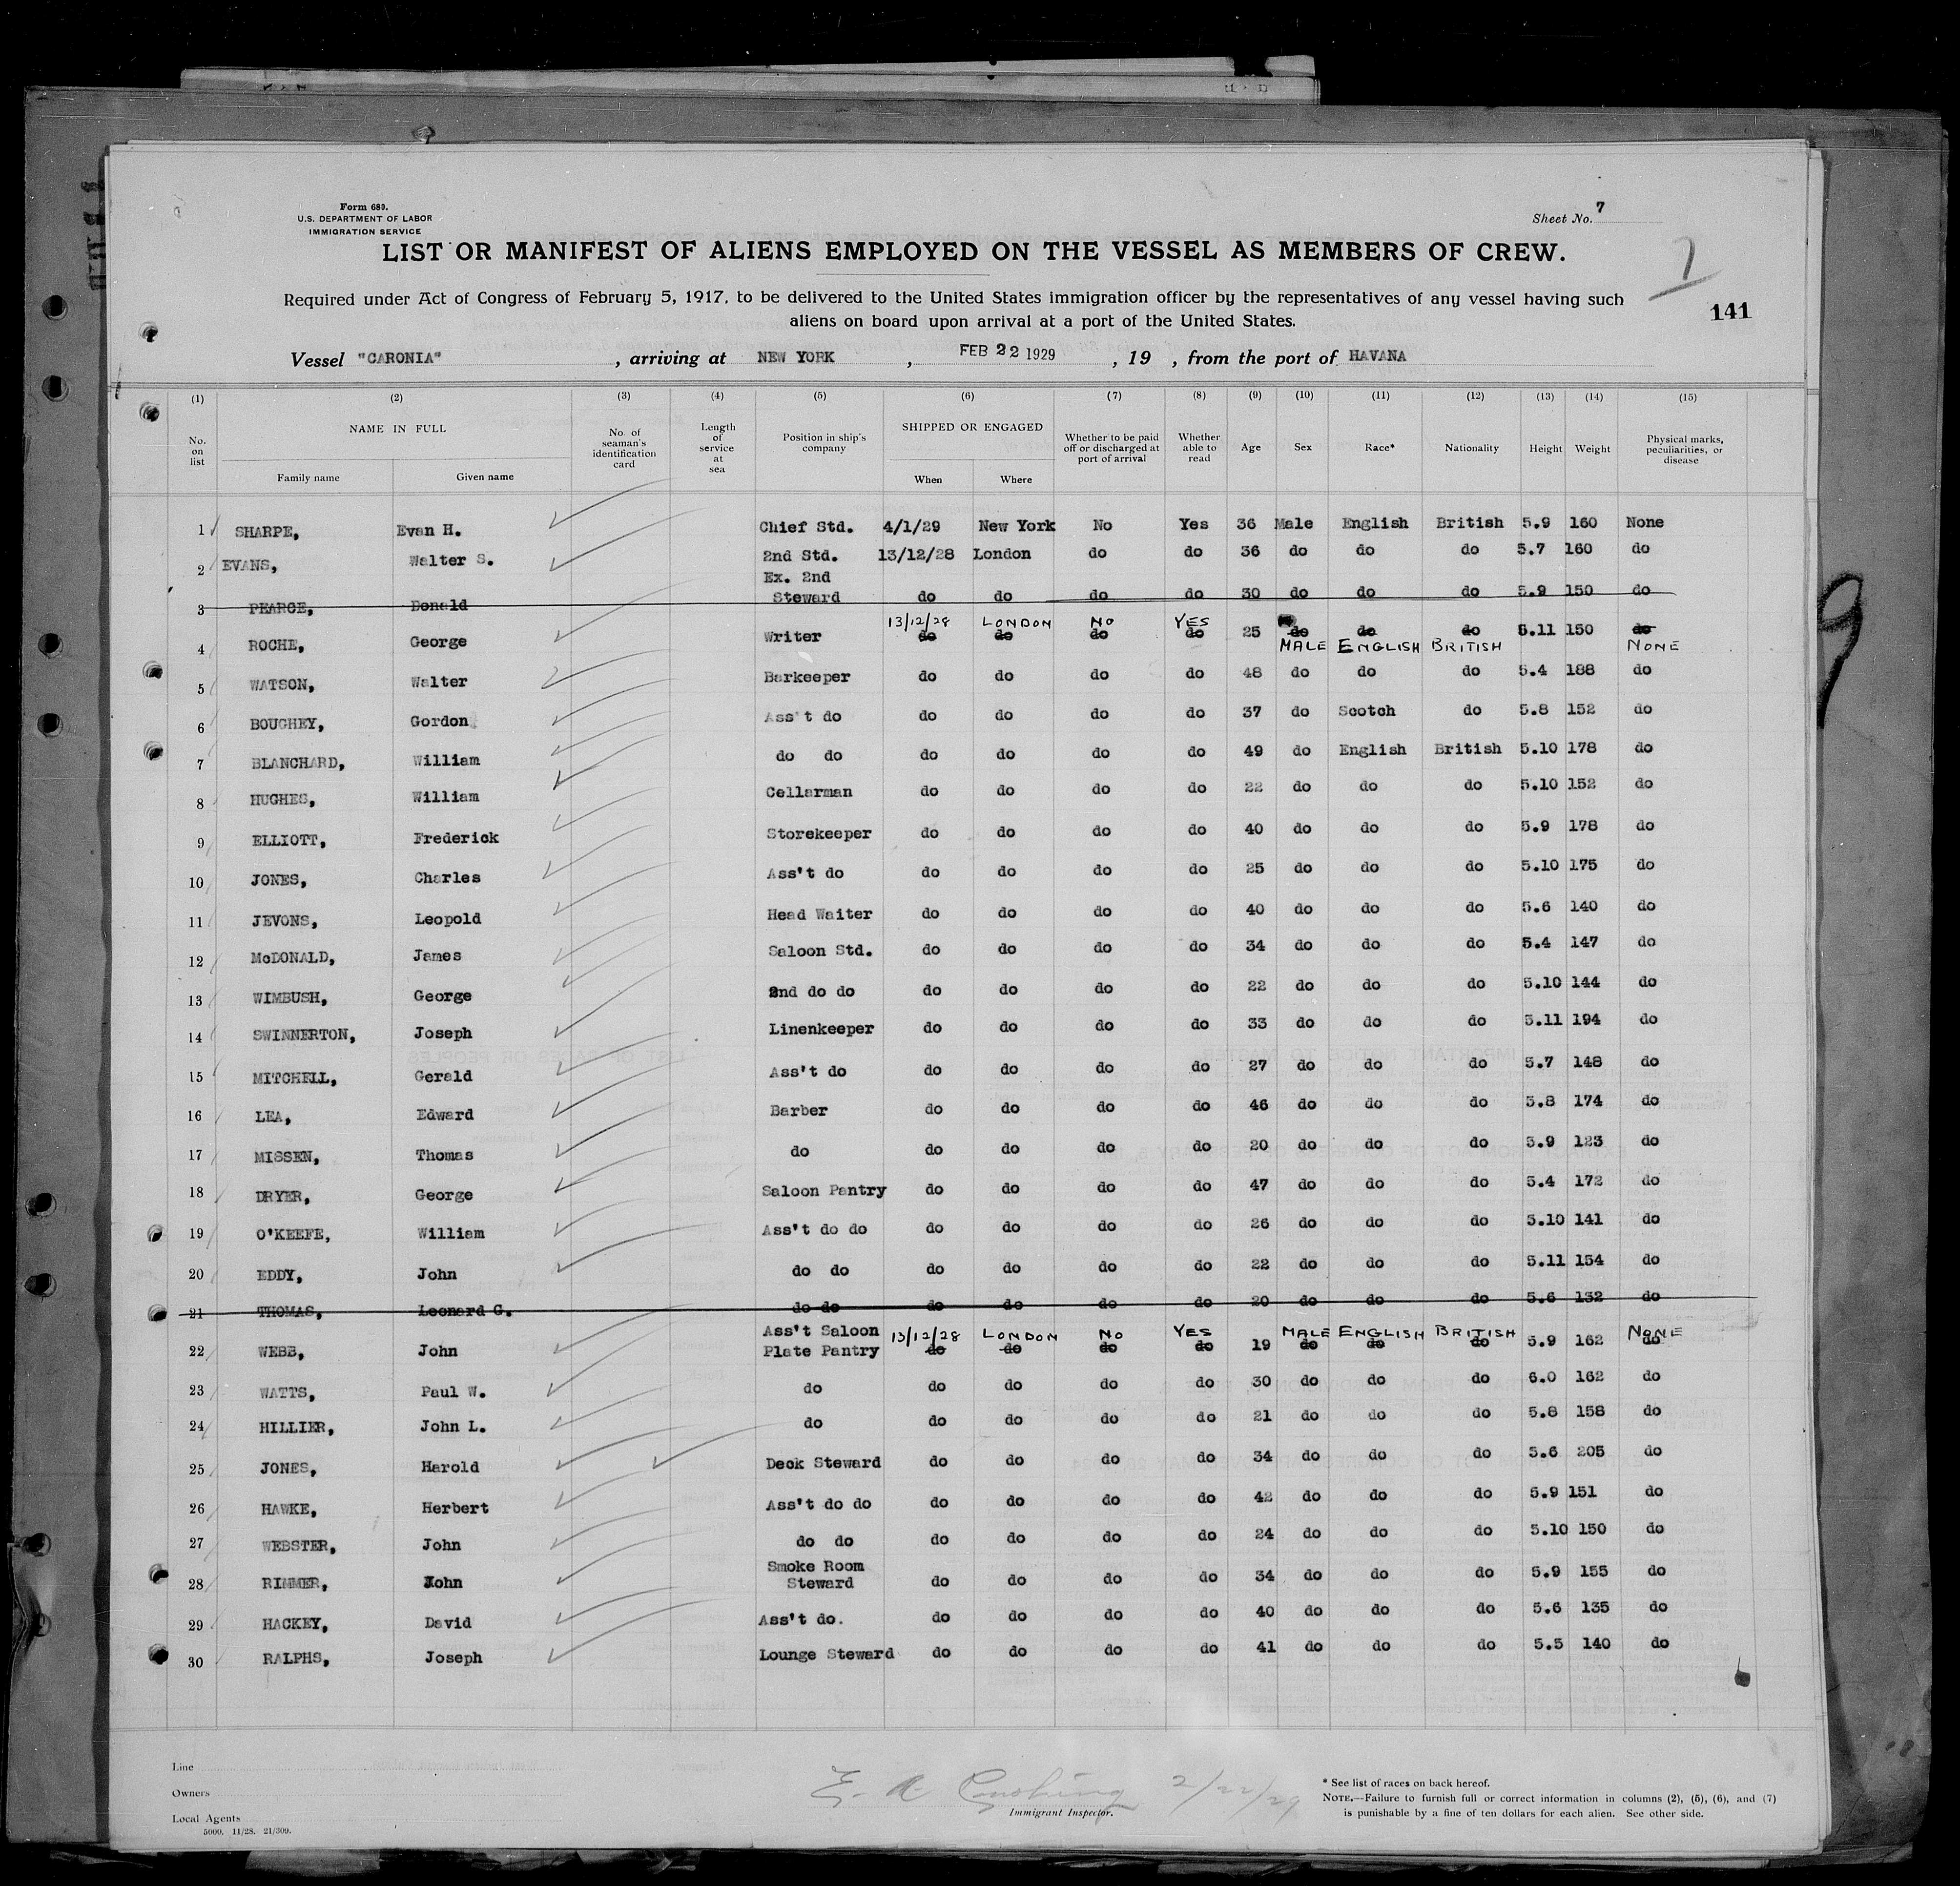 Form 680.
U.S. DEPARTMENT OF LABOR
IMMIGRATION SERVICE
Sheet No. 7
LIST OR MANIFEST OF ALIENS EMPLOYED ON THE VESSEL AS MEMBERS OF CREW.
Required under Act of Congress of February 5, 1917, to be delivered to the United States immigration officer by the representatives of any vessel having such
aliens on board upon arrival at a port of the United States.
141
Vessel "CARONIA", arriving at NEW YORK, FEB 22 1929, 19 , from the port of HAVANA
(1) (2) (3) (4) (5) (6) (7) (8) (9) (10) (11) (12) (13) (14) (15)
No. on list NAME IN FULL Family name Given name No. of seaman's identification card Length of service at sea Position in ship's company SHIPPED OR ENGAGED When Where Whether to be paid off or discharged at port of arrival Whether able to read Age Sex Race* Nationality Height Weight Physical marks, peculiarities, or disease
1 SHARPE, Evan H. Chief Std. 4/1/29 New York No Yes 36 Male English British 5.9 160 None
2 EVANS, Walter S. 2nd Std. 13/12/28 London do do 36 do do do 5.7 160 do
3 PEARCE, Donald Ex. 2nd Steward do do do do 30 do do do 5.9 150 do
13/12/28 LONDON NO YES
4 ROCHE, George Writer do do do do 25 do do do 5.11 150 do
MALE ENGLISH BRITISH NONE
5 WATSON, Walter Barkeeper do do do do 48 do do do 5.4 188 do
6 BOUGHEY, Gordon Ass't do do do do do 37 do Scotch do 5.8 152 do
7 BLANCHARD, William do do do do do do 49 do English British 5.10 178 do
8 HUGHES, William Cellarman do do do do 22 do do do 5.10 152 do
9 ELLIOTT, Frederick Storekeeper do do do do 40 do do do 5.9 178 do
10 JONES, Charles Ass't do do do do do 25 do do do 5.10 175 do
11 JEVONS, Leopold Head Waiter do do do do 40 do do do 5.6 140 do
12 McDONALD, James Saloon Std. do do do do 34 do do do 5.4 147 do
13 WIMBUSH, George 2nd do do do do do do 22 do do do 5.10 144 do
14 SWINNERTON, Joseph Linenkeeper do do do do 33 do do do 5.11 194 do
15 MITCHELL, Gerald Ass't do do do do do 27 do do do 5.7 148 do
16 LEA, Edward Barber do do do do 46 do do do 5.8 174 do
17 MISSEN, Thomas do do do do do 20 do do do 5.9 123 do
18 DRYER, George Saloon Pantry do do do do 47 do do do 5.4 172 do
19 O'KEEFE, William Ass't do do do do do do 26 do do do 5.10 141 do
20 EDDY, John do do do do do do 22 do do do 5.11 154 do
21 THOMAS, Leonard G. do do do do do do 20 do do do 5.6 132 do
Ass't Saloon 13/12/28 LONDON NO YES MALE ENGLISH BRITISH NONE
22 WEBB, John Plate Pantry do do do do 19 do do do 5.9 162 do
23 WATTS, Paul W. do do do do do 30 do do do 6.0 162 do
24 HILLIER, John L. do do do do do 21 do do do 5.8 158 do
25 JONES, Harold Deck Steward do do do do 34 do do do 5.6 205 do
26 HAWKE, Herbert Ass't do do do do do do 42 do do do 5.9 151 do
27 WEBSTER, John do do do do do do 24 do do do 5.10 150 do
28 RIMMER, John Smoke Room Steward do do do do 34 do do do 5.9 155 do
29 HACKEY, David Ass't do. do do do do 40 do do do 5.6 135 do
30 RALPHS, Joseph Lounge Steward do do do do 41 do do do 5.5 140 do
Line
Owners
Local Agents
5000. 11/28. 21/309.
E. A. Cushing 2/22/29
Immigrant Inspector.
* See list of races on back hereof.
NOTE.—Failure to furnish full or correct information in columns (2), (5), (6), and (7)
is punishable by a fine of ten dollars for each alien. See other side.